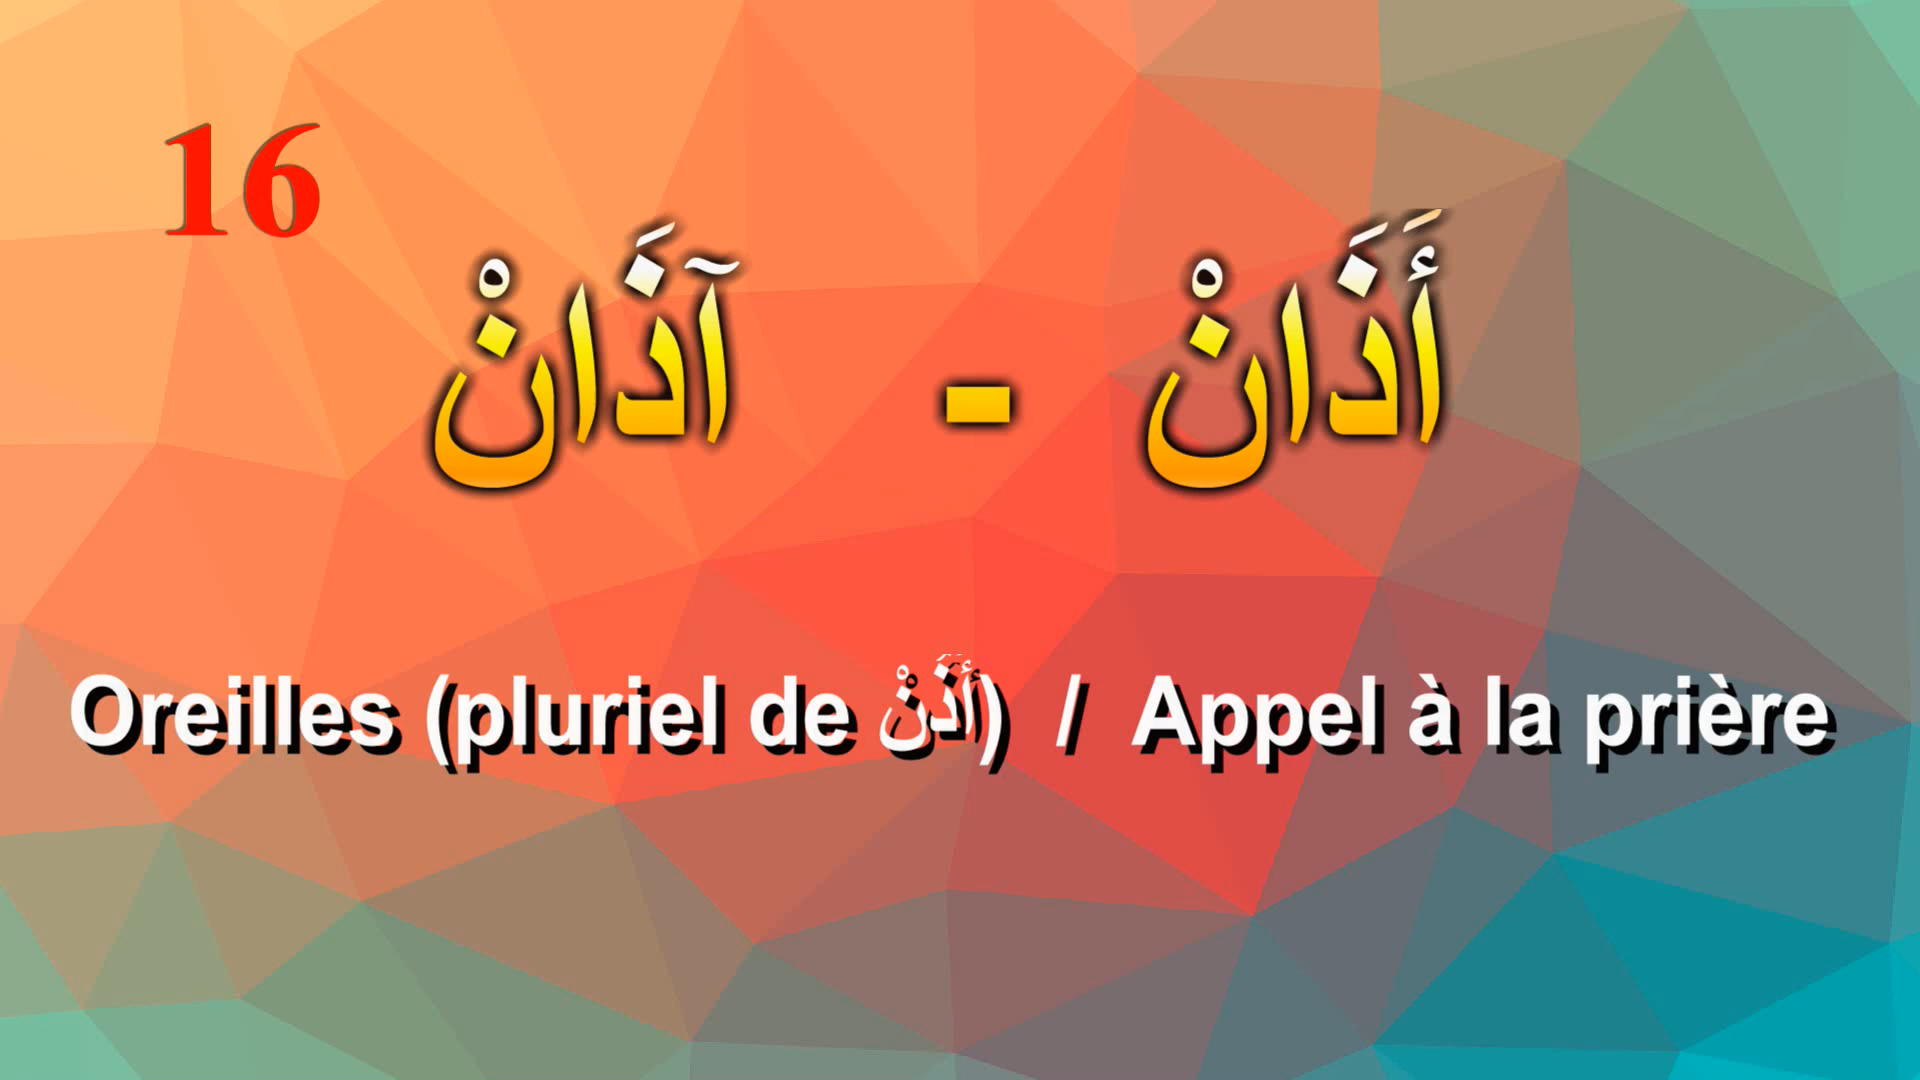 16
أَذَانْ - آذَانْ
Oreilles (pluriel de أَذَنْ) / Appel à la prière